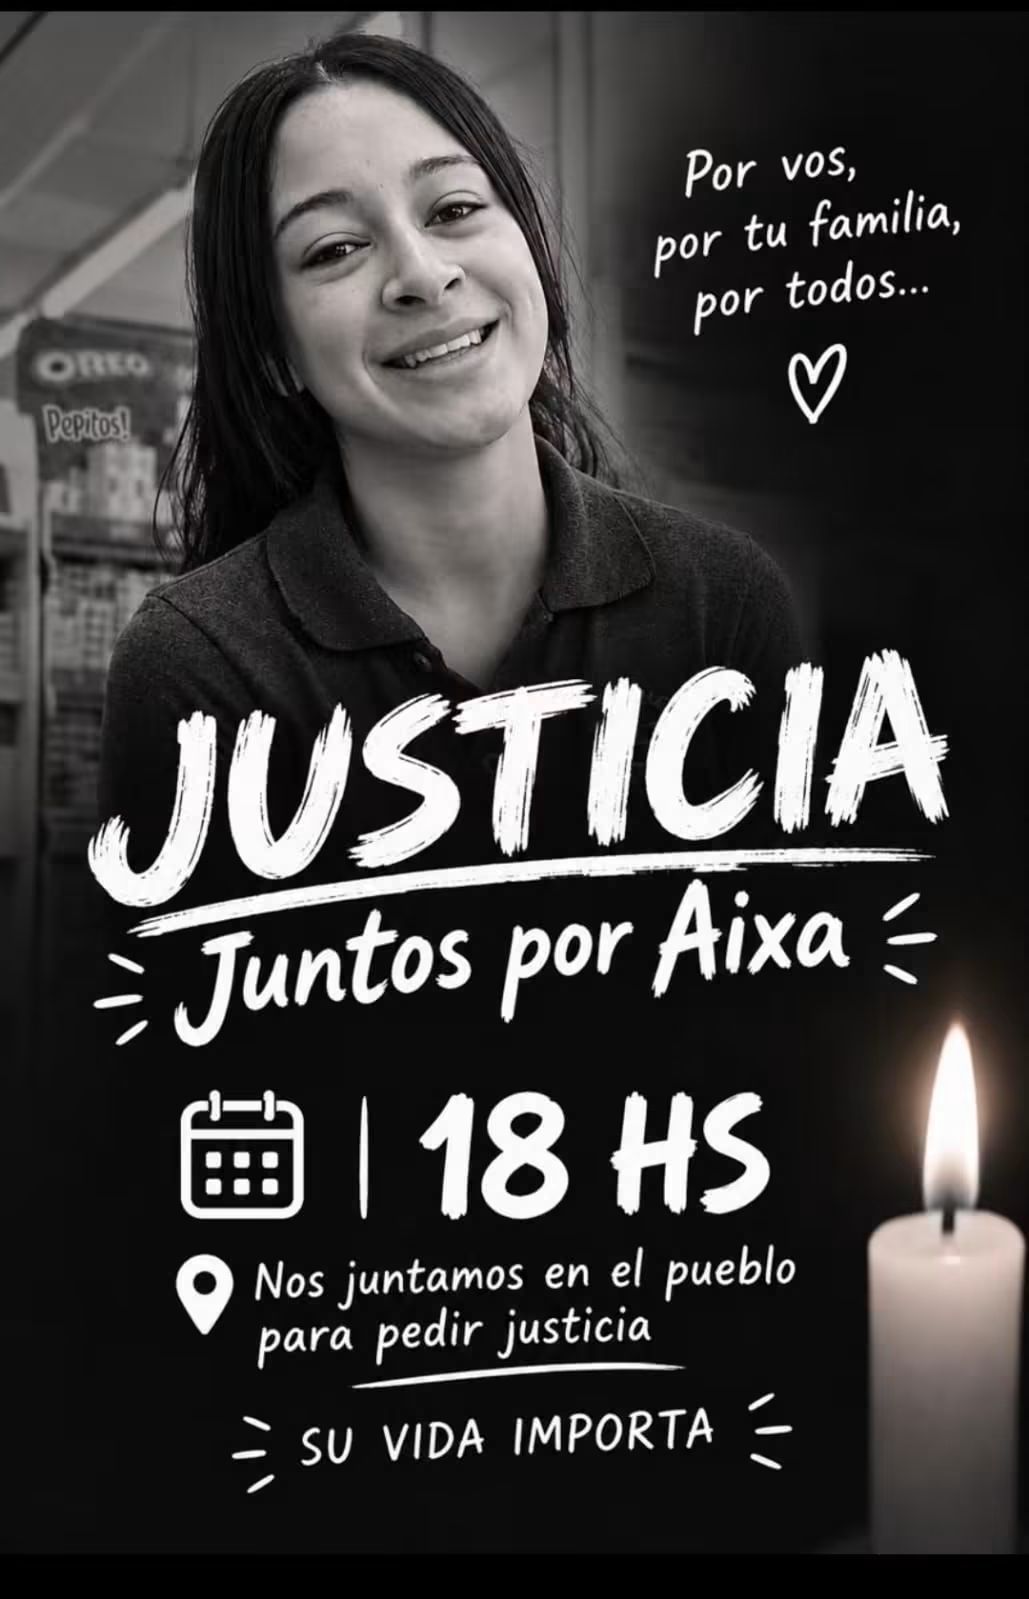 Por vos,
por tu familia,
por todos...
OREO
Pepitos!
JUSTICIA
Juntos por Aixa
18 HS
Nos juntamos en el pueblo
para pedir justicia
SU VIDA IMPORTA